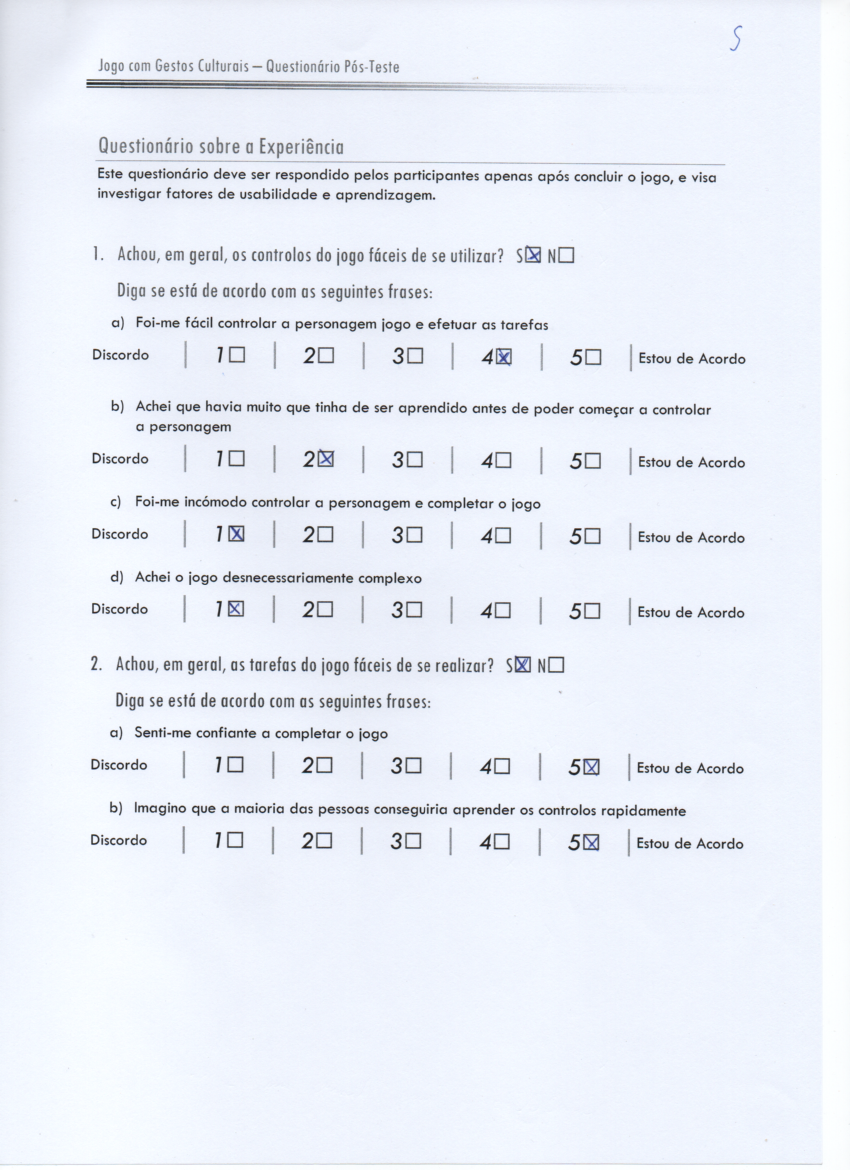 S
Jogo com Gestos Culturais – Questionário Pós-Teste
Questionário sobre a Experiência
Este questionário deve ser respondido pelos participantes apenas após concluir o jogo, e visa
investigar fatores de usabilidade e aprendizagem.
1. Achou, em geral, os controlos do jogo fáceis de se utilizar? S☒ N☐
Diga se está de acordo com as seguintes frases:
a) Foi-me fácil controlar a personagem jogo e efetuar as tarefas
Discordo | 1☐ | 2☐ | 3☐ | 4☒ | 5☐ | Estou de Acordo
b) Achei que havia muito que tinha de ser aprendido antes de poder começar a controlar
a personagem
Discordo | 1☐ | 2☒ | 3☐ | 4☐ | 5☐ | Estou de Acordo
c) Foi-me incómodo controlar a personagem e completar o jogo
Discordo | 1☒ | 2☐ | 3☐ | 4☐ | 5☐ | Estou de Acordo
d) Achei o jogo desnecessariamente complexo
Discordo | 1☒ | 2☐ | 3☐ | 4☐ | 5☐ | Estou de Acordo
2. Achou, em geral, as tarefas do jogo fáceis de se realizar? S☒ N☐
Diga se está de acordo com as seguintes frases:
a) Senti-me confiante a completar o jogo
Discordo | 1☐ | 2☐ | 3☐ | 4☐ | 5☒ | Estou de Acordo
b) Imagino que a maioria das pessoas conseguiria aprender os controlos rapidamente
Discordo | 1☐ | 2☐ | 3☐ | 4☐ | 5☒ | Estou de Acordo